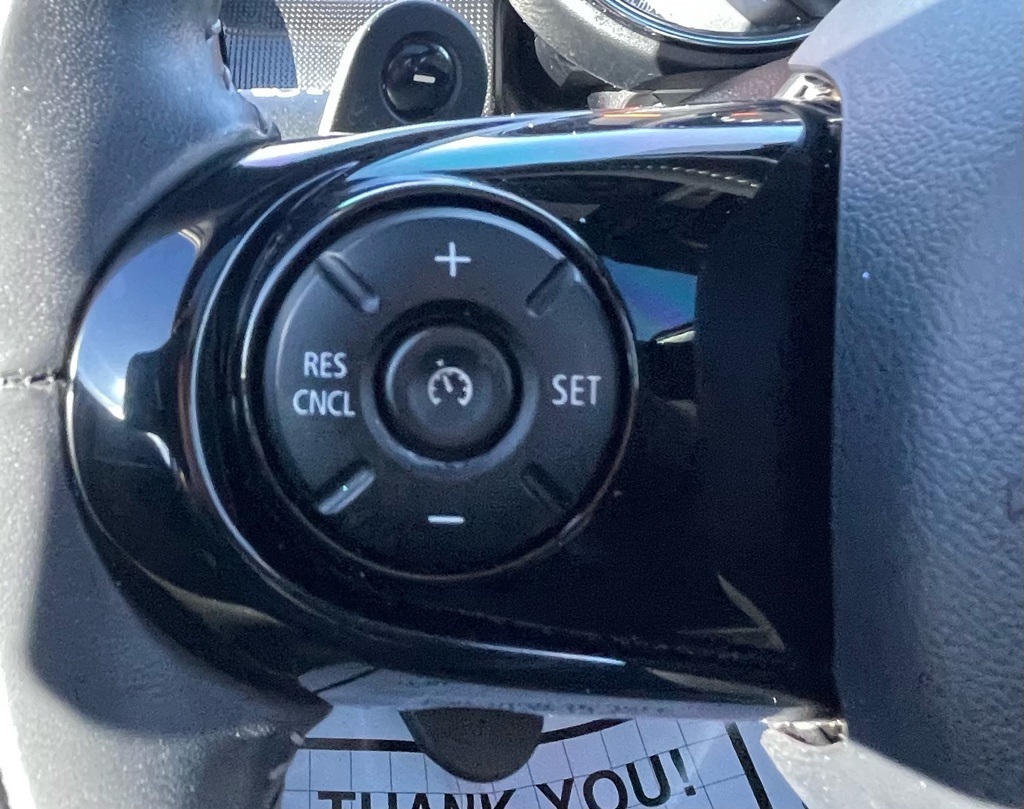 +
RES
CNCL
SET
−
THANK YOU!